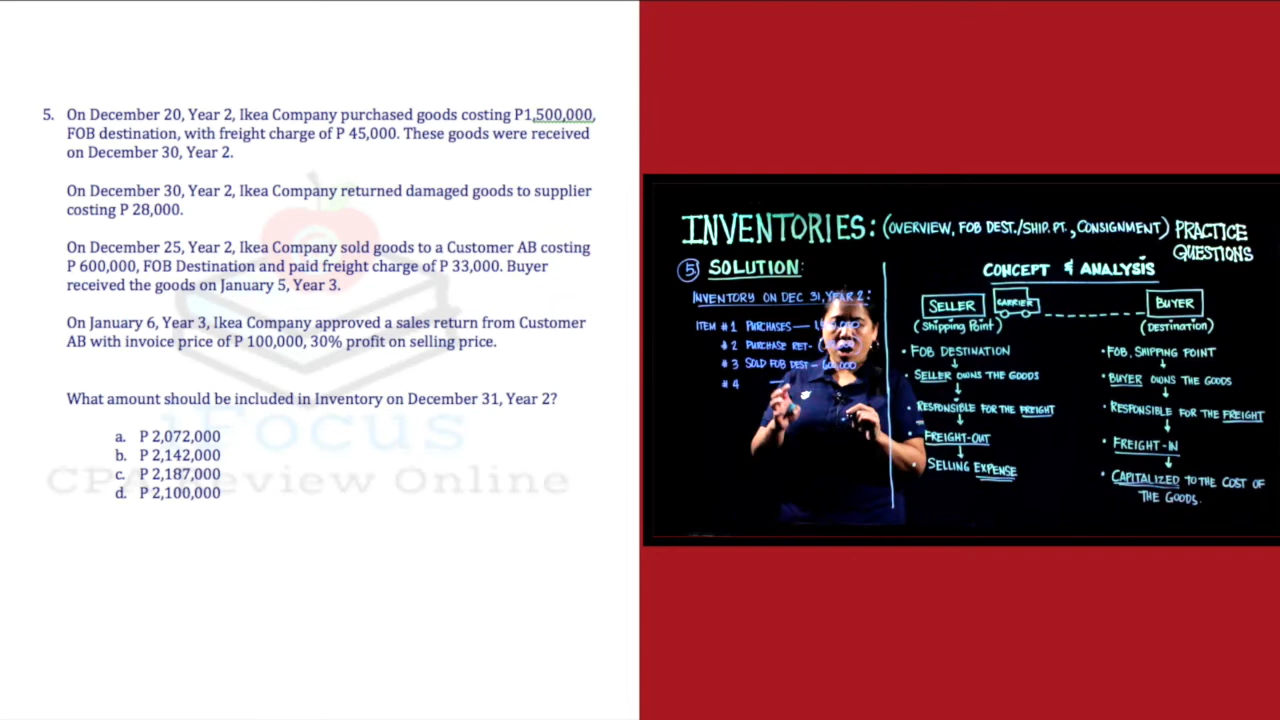 5. On December 20, Year 2, Ikea Company purchased goods costing P1,500,000,
FOB destination, with freight charge of P 45,000. These goods were received
on December 30, Year 2.
On December 30, Year 2, Ikea Company returned damaged goods to supplier
costing P 28,000.
On December 25, Year 2, Ikea Company sold goods to a Customer AB costing
P 600,000, FOB Destination and paid freight charge of P 33,000. Buyer
received the goods on January 5, Year 3.
On January 6, Year 3, Ikea Company approved a sales return from Customer
AB with invoice price of P 100,000, 30% profit on selling price.
What amount should be included in Inventory on December 31, Year 2?
a. P 2,072,000
b. P 2,142,000
c. P 2,187,000
d. P 2,100,000
iFocus
CPA Review Online
INVENTORIES: (OVERVIEW, FOB DEST./SHIP. PT., CONSIGNMENT) PRACTICE
QUESTIONS
5 SOLUTION:
INVENTORY ON DEC 31, YEAR 2:
ITEM #1 PURCHASES —
#2 PURCHASE RET-
#3 SOLD FOB DEST — 600,000
#4 —
CONCEPT & ANALYSIS
SELLER CARRIER BUYER
(Shipping Point) (DESTINATION)
• FOB DESTINATION
• SELLER OWNS THE GOODS
• RESPONSIBLE FOR THE FREIGHT
• FREIGHT-OUT
• SELLING EXPENSE
• FOB, SHIPPING POINT
• BUYER OWNS THE GOODS
• RESPONSIBLE FOR THE FREIGHT
• FREIGHT-IN
• CAPITALIZED TO THE COST OF
THE GOODS.